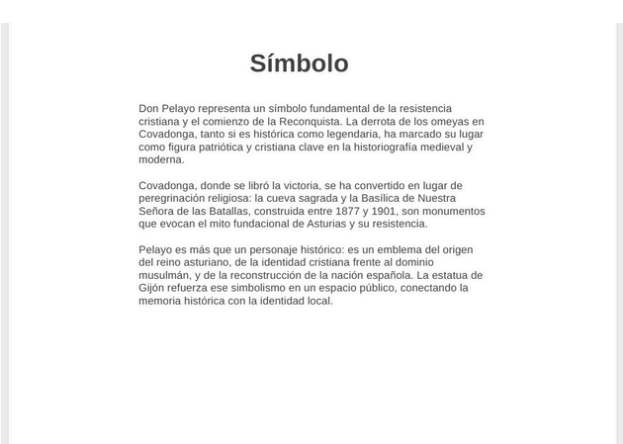 Símbolo
Don Pelayo representa un símbolo fundamental de la resistencia
cristiana y el comienzo de la Reconquista. La derrota de los omeyas en
Covadonga, tanto si es histórica como legendaria, ha marcado su lugar
como figura patriótica y cristiana clave en la historiografía medieval y
moderna.
Covadonga, donde se libró la victoria, se ha convertido en lugar de
peregrinación religiosa: la cueva sagrada y la Basílica de Nuestra
Señora de las Batallas, construida entre 1877 y 1901, son monumentos
que evocan el mito fundacional de Asturias y su resistencia.
Pelayo es más que un personaje histórico: es un emblema del origen
del reino asturiano, de la identidad cristiana frente al dominio
musulmán, y de la reconstrucción de la nación española. La estatua de
Gijón refuerza ese simbolismo en un espacio público, conectando la
memoria histórica con la identidad local.